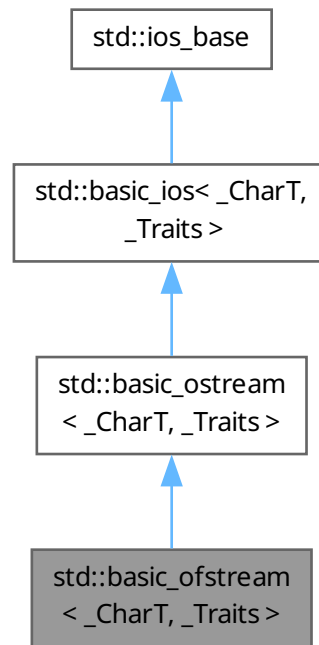 std::ios_base
std::basic_ios< _CharT,
_Traits >
std::basic_ostream
< _CharT, _Traits >
std::basic_ofstream
< _CharT, _Traits >